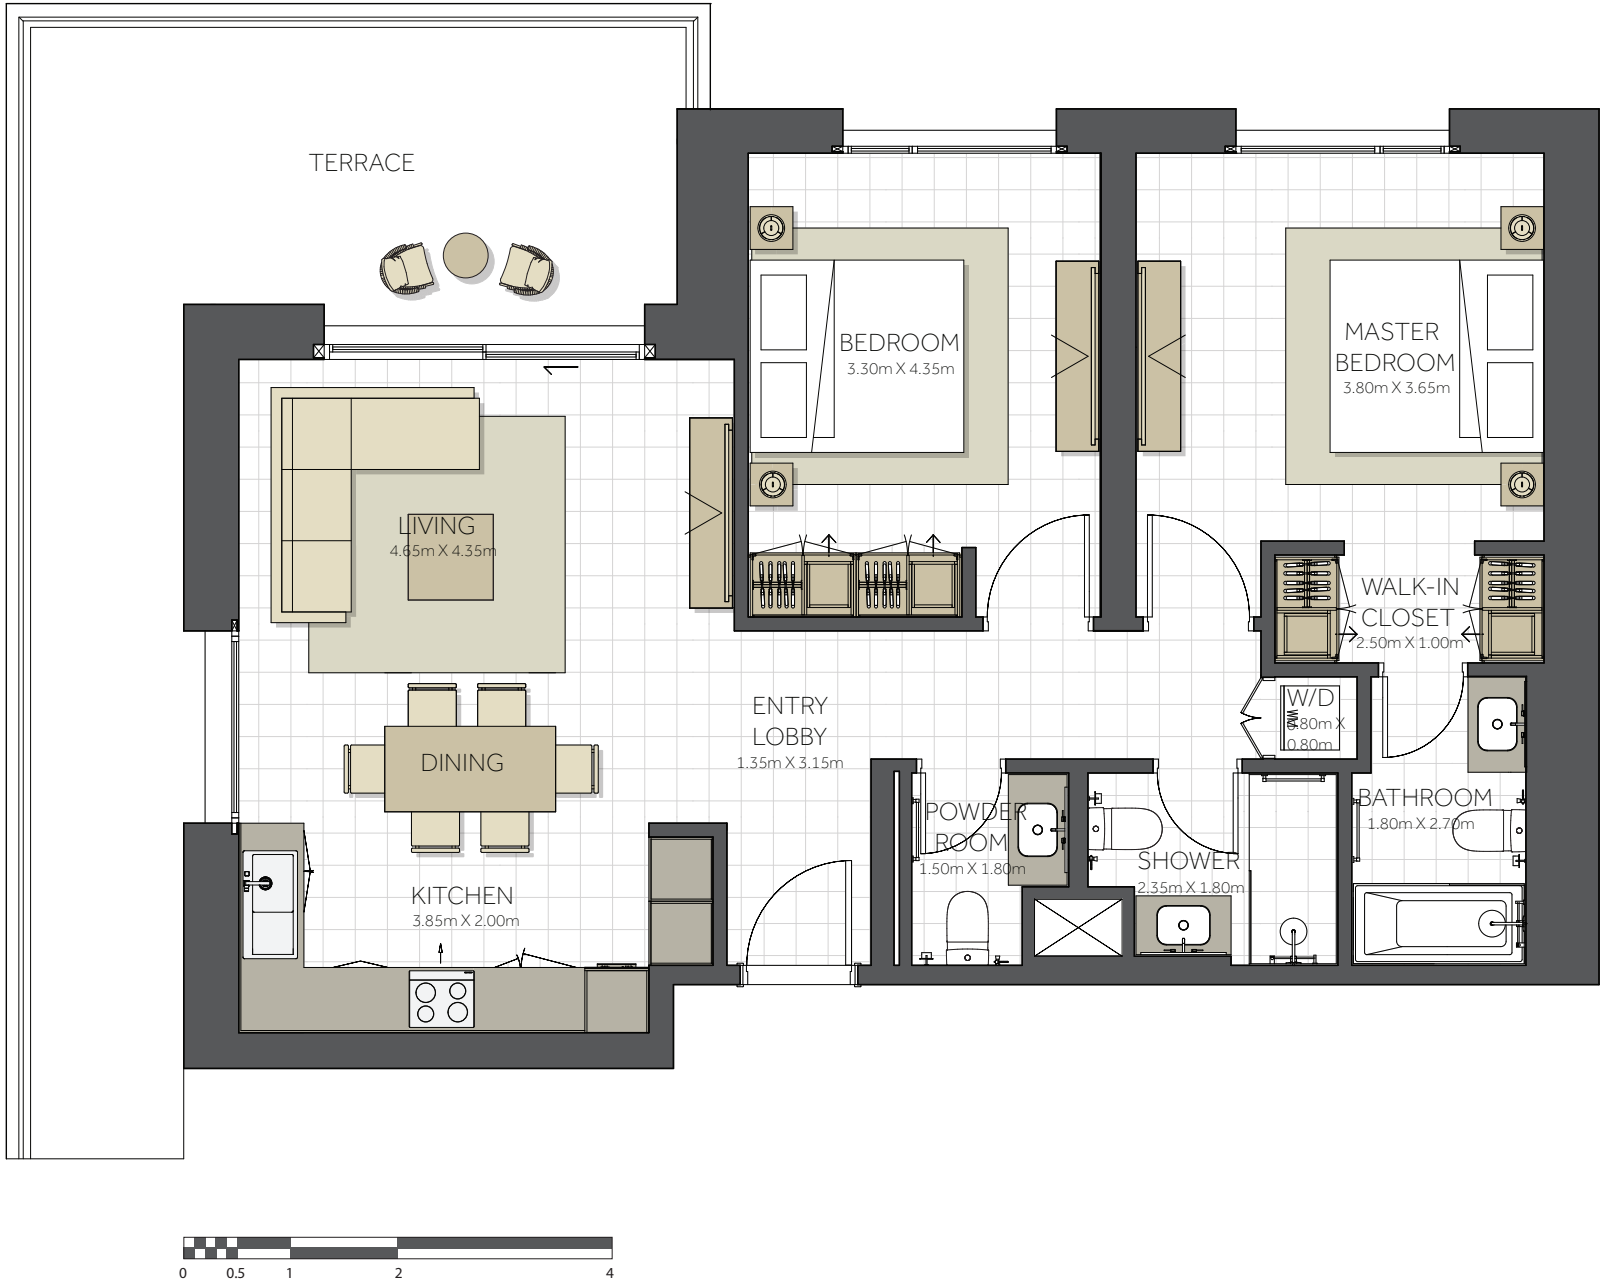 TERRACE
BEDROOM
3.30m X 4.35m
MASTER
BEDROOM
3.80m X 3.65m
LIVING
4.65m X 4.35m
WALK-IN
CLOSET
2.50m X 1.00m
ENTRY
LOBBY
1.35m X 3.15m
W/D
0.80m X
0.80m
WM
DINING
POWDER
ROOM
1.50m X 1.80m
SHOWER
2.35m X 1.80m
BATHROOM
1.80m X 2.70m
KITCHEN
3.85m X 2.00m
0 0.5 1 2 4